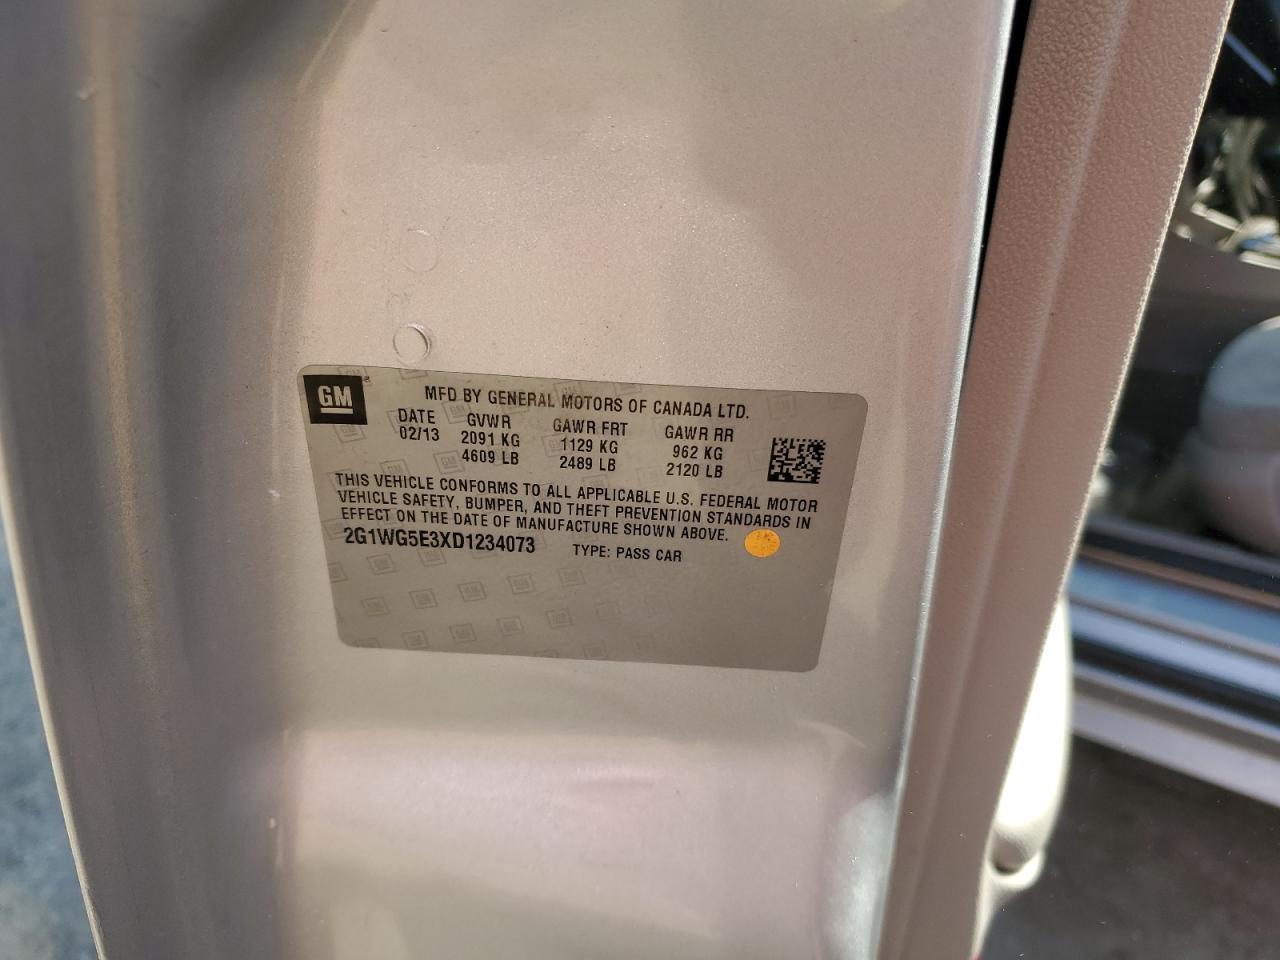 GM
MFD BY GENERAL MOTORS OF CANADA LTD.
DATE GVWR GAWR FRT GAWR RR
02/13 2091 KG 1129 KG 962 KG
4609 LB 2489 LB 2120 LB
THIS VEHICLE CONFORMS TO ALL APPLICABLE U.S. FEDERAL MOTOR
VEHICLE SAFETY, BUMPER, AND THEFT PREVENTION STANDARDS IN
EFFECT ON THE DATE OF MANUFACTURE SHOWN ABOVE.
2G1WG5E3XD1234073 TYPE: PASS CAR